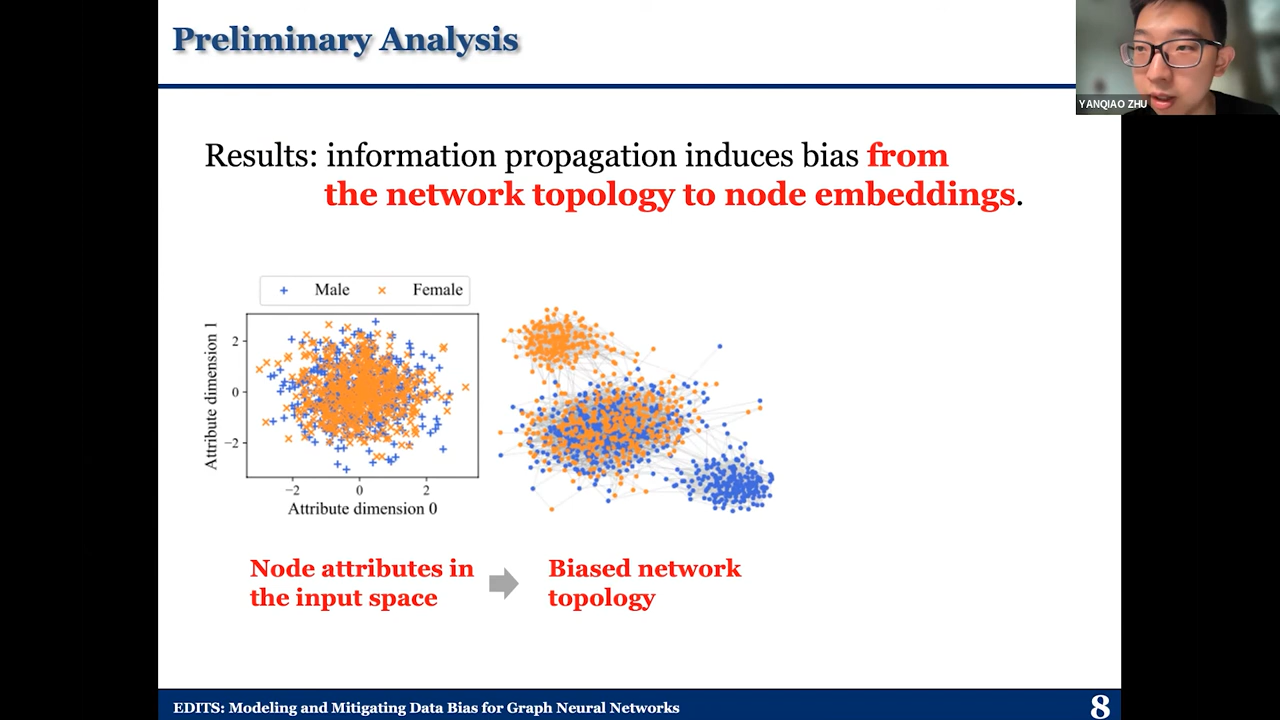 Preliminary Analysis
YANQIAO ZHU
Results: information propagation induces bias from
the network topology to node embeddings.
Male Female
Attribute dimension 1
2
0
−2
−2 0 2
Attribute dimension 0
Node attributes in
the input space
Biased network
topology
EDITS: Modeling and Mitigating Data Bias for Graph Neural Networks
8